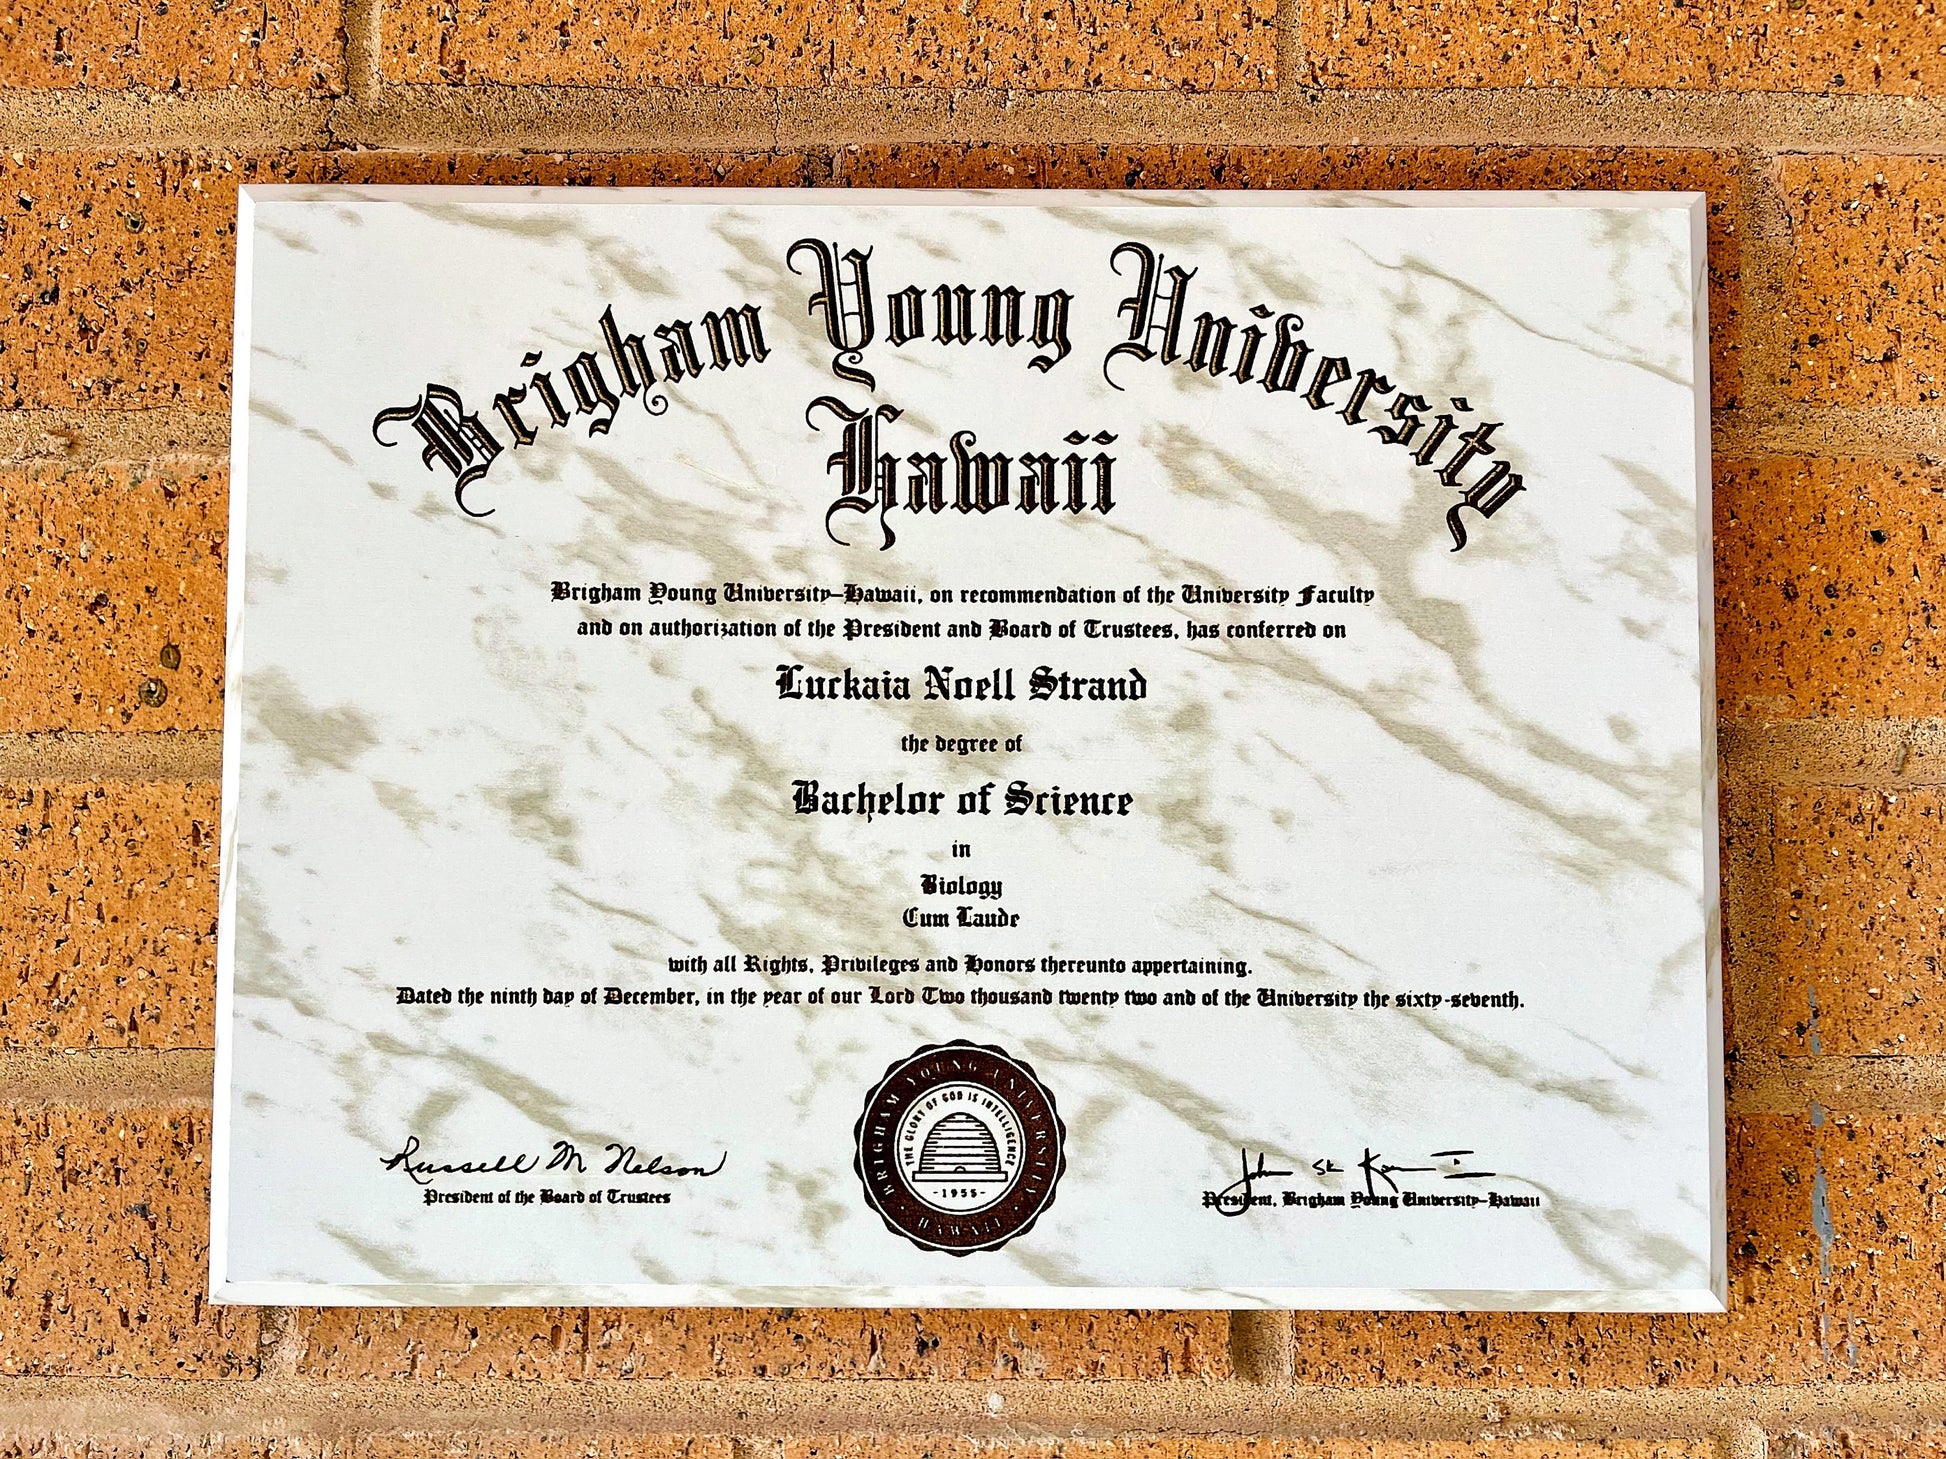 Brigham Young University
Hawaii
Brigham Young University–Hawaii, on recommendation of the University Faculty
and on authorization of the President and Board of Trustees, has conferred on
Luckaia Noell Strand
the degree of
Bachelor of Science
in
Biology
Cum Laude
with all Rights, Privileges and Honors thereunto appertaining.
Dated the ninth day of December, in the year of our Lord Two thousand twenty two and of the University the sixty-seventh.
BRIGHAM YOUNG UNIVERSITY
THE GLORY OF GOD IS INTELLIGENCE
-1955-
· HAWAII ·
Russell M Nelson
President of the Board of Trustees
John
President, Brigham Young University–Hawaii